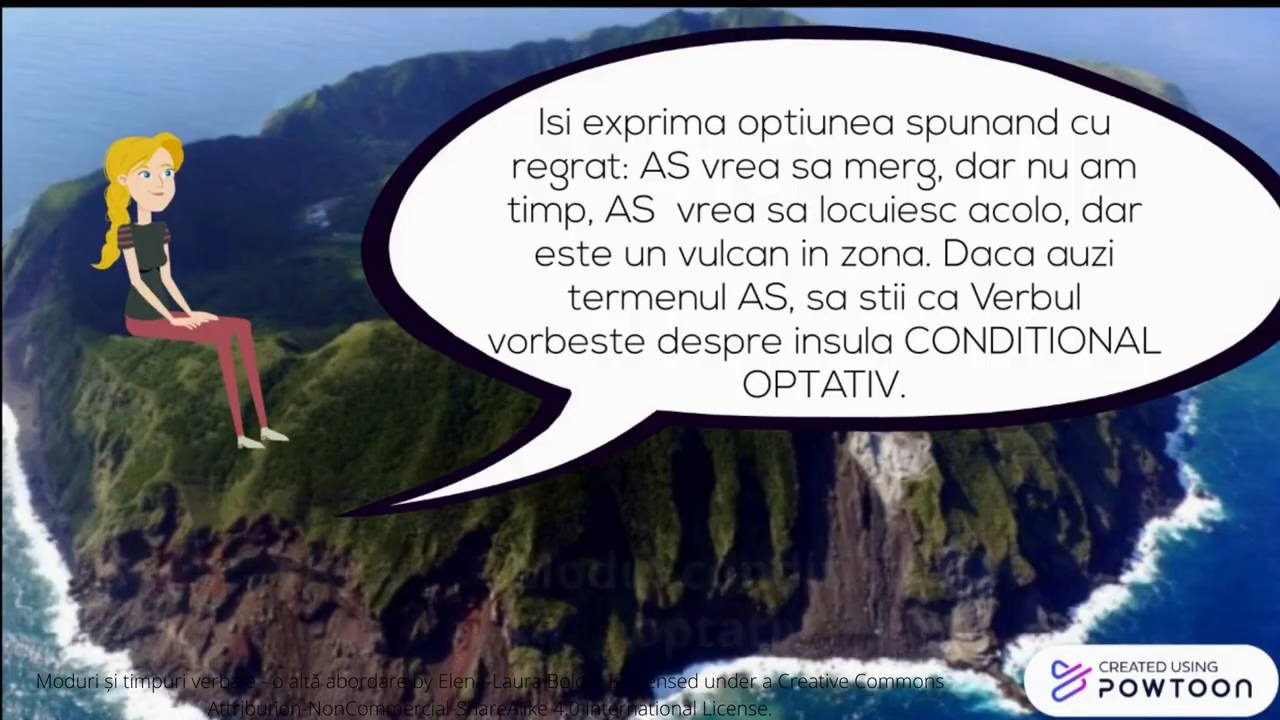 Isi exprima optiunea spunand cu
regrat: AS vrea sa merg, dar nu am
timp, AS vrea sa locuiesc acolo, dar
este un vulcan in zona. Daca auzi
termenul AS, sa stii ca Verbul
vorbeste despre insula CONDITIONAL
OPTATIV.
Modul condi
optativ
Moduri și timpuri verbale - o altă abordare by Elena-Laura licensed under a Creative Commons
Attribution-NonCommercial-ShareAlike 4.0 International License.
CREATED USING
POWTOON